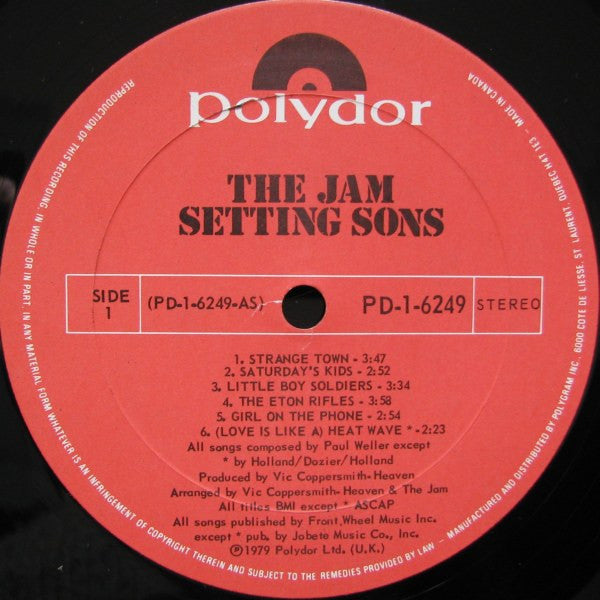 polydor
THE JAM
SETTING SONS
SIDE
1
(PD-1-6249-AS)
PD-1-6249
STEREO
1. STRANGE TOWN - 3:47
2. SATURDAY'S KIDS - 2:52
3. LITTLE BOY SOLDIERS - 3:34
4. THE ETON RIFLES - 3:58
5. GIRL ON THE PHONE - 2:54
6. (LOVE IS LIKE A) HEAT WAVE * -2:23
All songs composed by Paul Weller except
* by Holland/Dozier/Holland
Produced by Vic Coppersmith-Heaven
Arranged by Vic Coppersmith-Heaven & The Jam
All titles BMI except * ASCAP
All songs published by Front Wheel Music Inc.
except * pub. by Jobete Music Co., Inc.
℗1979 Polydor Ltd. (U.K.)
REPRODUCTION OF THIS RECORDING, IN WHOLE OR IN PART, IN ANY MATERIAL FORM WHATEVER IS AN INFRINGEMENT OF COPYRIGHT THEREIN AND SUBJECT TO THE REMEDIES PROVIDED BY LAW – MANUFACTURED AND DISTRIBUTED BY POLYGRAM INC., 6000 COTE DE LIESSE, ST. LAURENT, QUEBEC H4T 1E3 – MADE IN CANADA